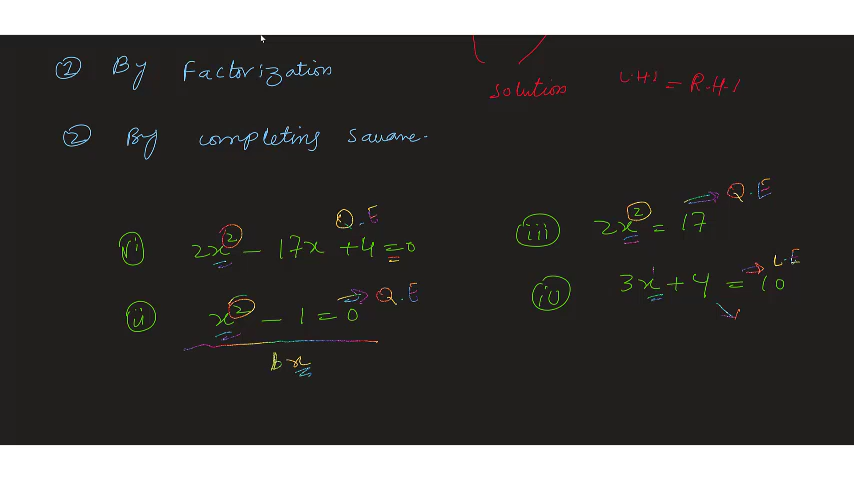 ① By Factorization
Solution L.H.S = R.H.S
② By completing square.
Q.E
(i) 2x² - 17x + 4 = 0
(ii) x² - 1 = 0 → Q.E
bx
(iii) 2x² = 17 → Q.E
(iv) 3x + 4 = 10 → L.E